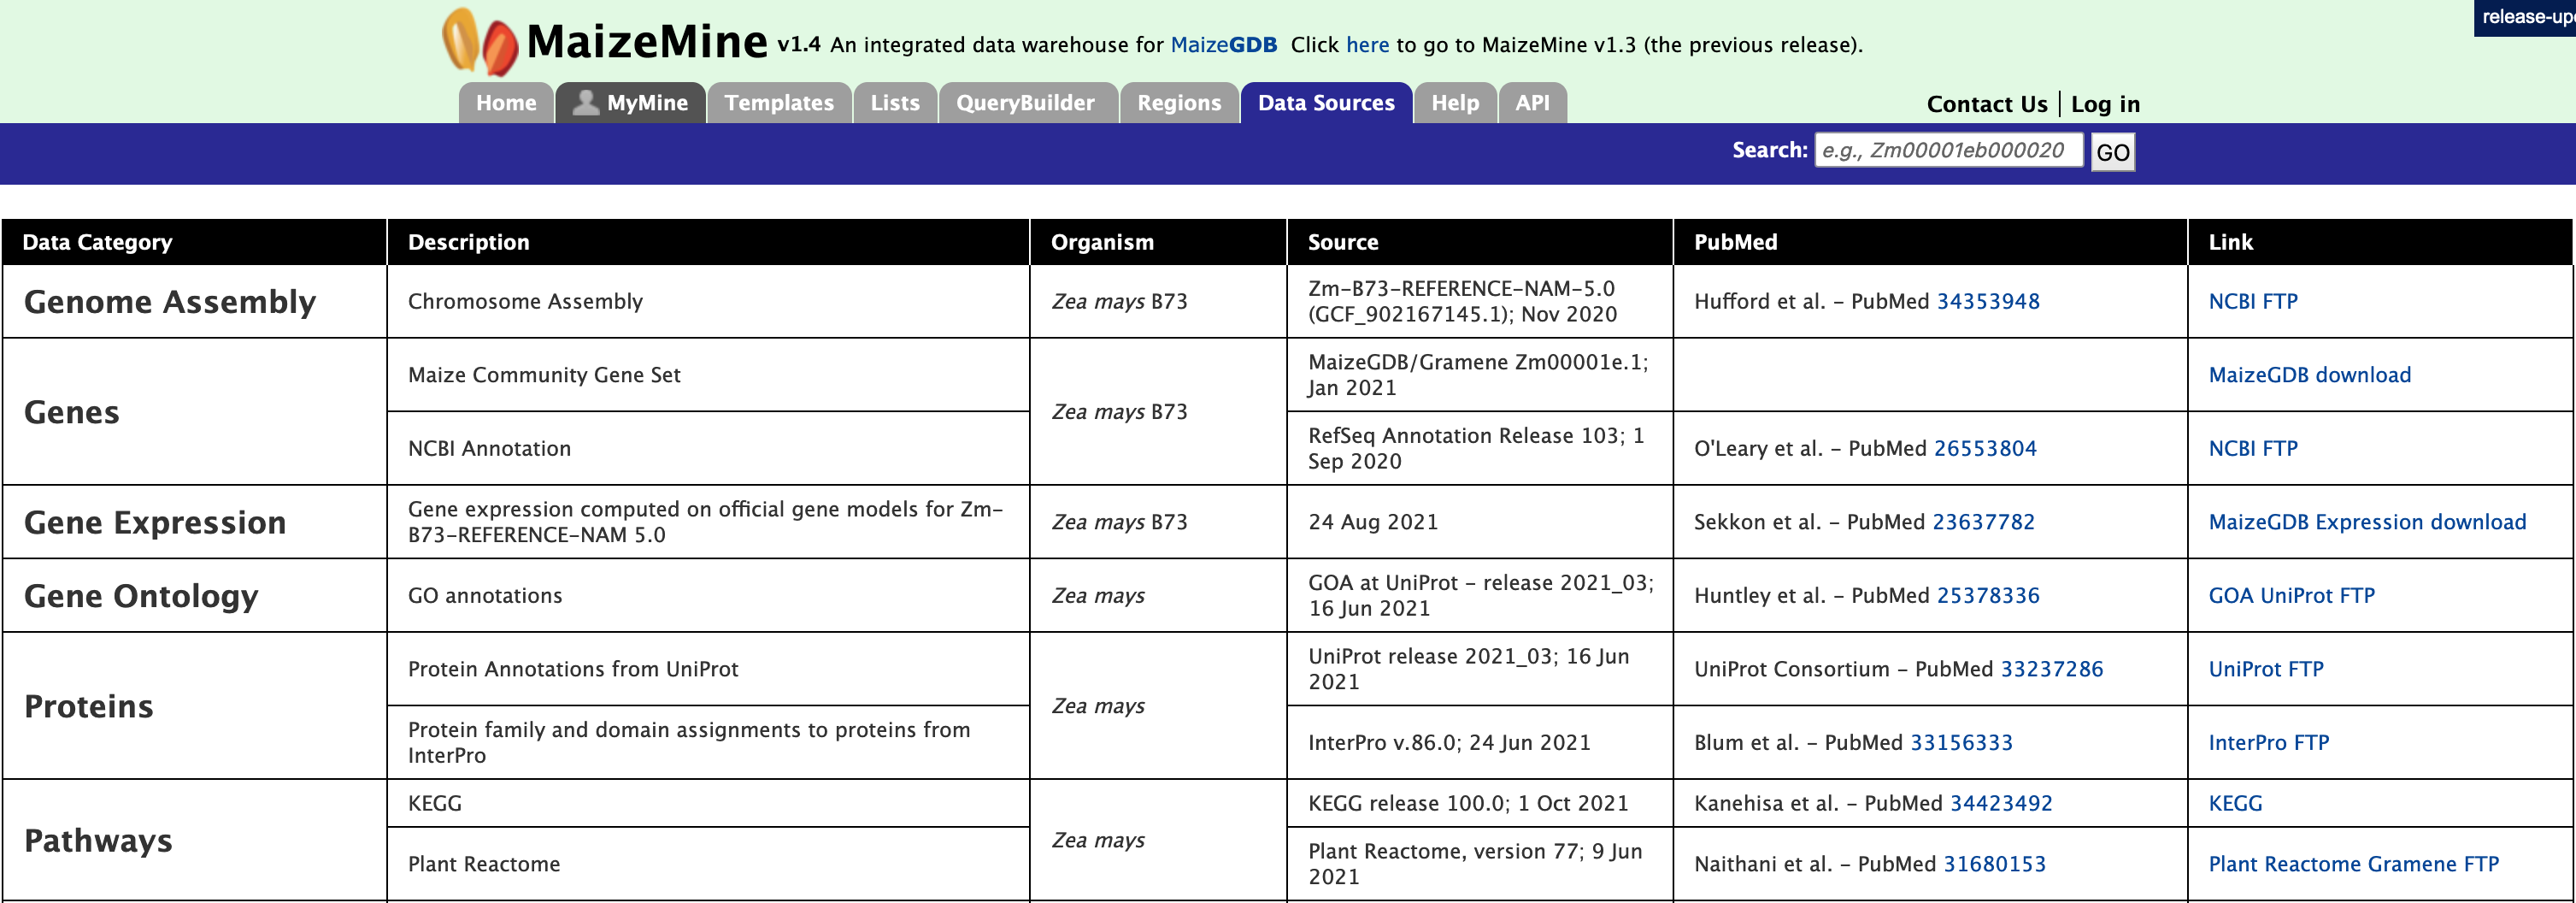 release-up
MaizeMine v1.4 An integrated data warehouse for MaizeGDB Click here to go to MaizeMine v1.3 (the previous release).
Home MyMine Templates Lists QueryBuilder Regions Data Sources Help API Contact Us | Log in
Search: e.g., Zm00001eb000020 GO
Data Category Description Organism Source PubMed Link
Genome Assembly
Chromosome Assembly
Zea mays B73
Zm-B73-REFERENCE-NAM-5.0
(GCF_902167145.1); Nov 2020
Hufford et al. - PubMed 34353948
NCBI FTP
Genes
Maize Community Gene Set
Zea mays B73
MaizeGDB/Gramene Zm00001e.1;
Jan 2021
MaizeGDB download
NCBI Annotation
RefSeq Annotation Release 103; 1
Sep 2020
O'Leary et al. - PubMed 26553804
NCBI FTP
Gene Expression
Gene expression computed on official gene models for Zm-
B73-REFERENCE-NAM 5.0
Zea mays B73
24 Aug 2021
Sekkon et al. - PubMed 23637782
MaizeGDB Expression download
Gene Ontology
GO annotations
Zea mays
GOA at UniProt - release 2021_03;
16 Jun 2021
Huntley et al. - PubMed 25378336
GOA UniProt FTP
Proteins
Protein Annotations from UniProt
Zea mays
UniProt release 2021_03; 16 Jun
2021
UniProt Consortium - PubMed 33237286
UniProt FTP
Protein family and domain assignments to proteins from
InterPro
InterPro v.86.0; 24 Jun 2021
Blum et al. - PubMed 33156333
InterPro FTP
Pathways
KEGG
Zea mays
KEGG release 100.0; 1 Oct 2021
Kanehisa et al. - PubMed 34423492
KEGG
Plant Reactome
Plant Reactome, version 77; 9 Jun
2021
Naithani et al. - PubMed 31680153
Plant Reactome Gramene FTP